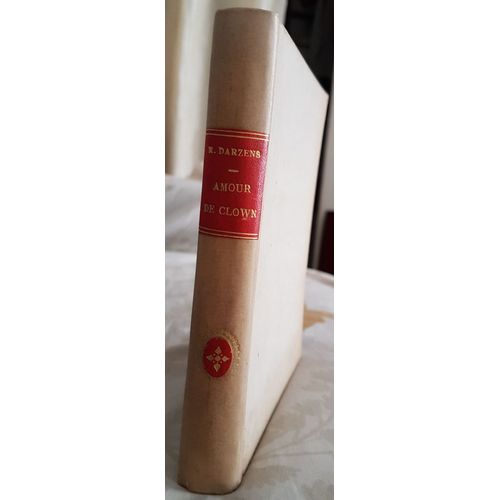 R. DARZENS
AMOUR
DE CLOWN